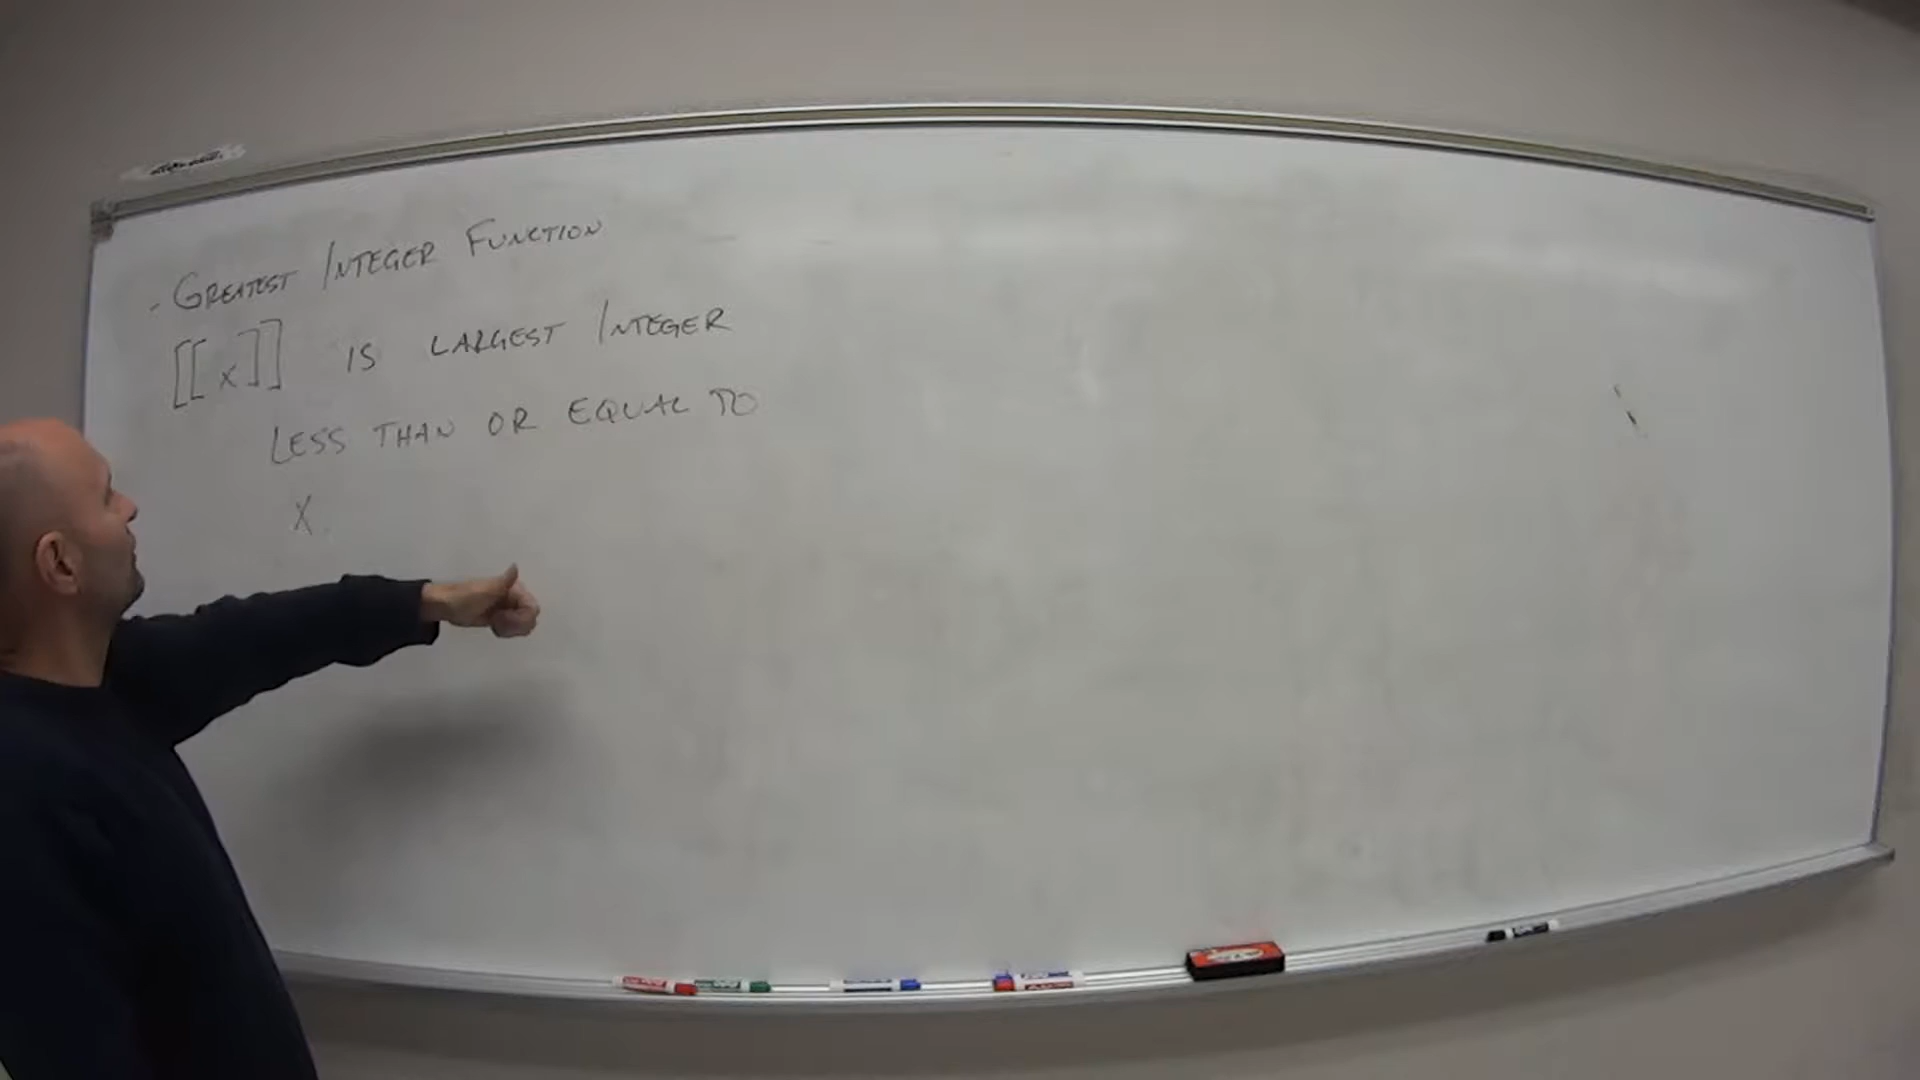 - GREATEST INTEGER FUNCTION
[[x]] IS LARGEST INTEGER
LESS THAN OR EQUAL TO
X.